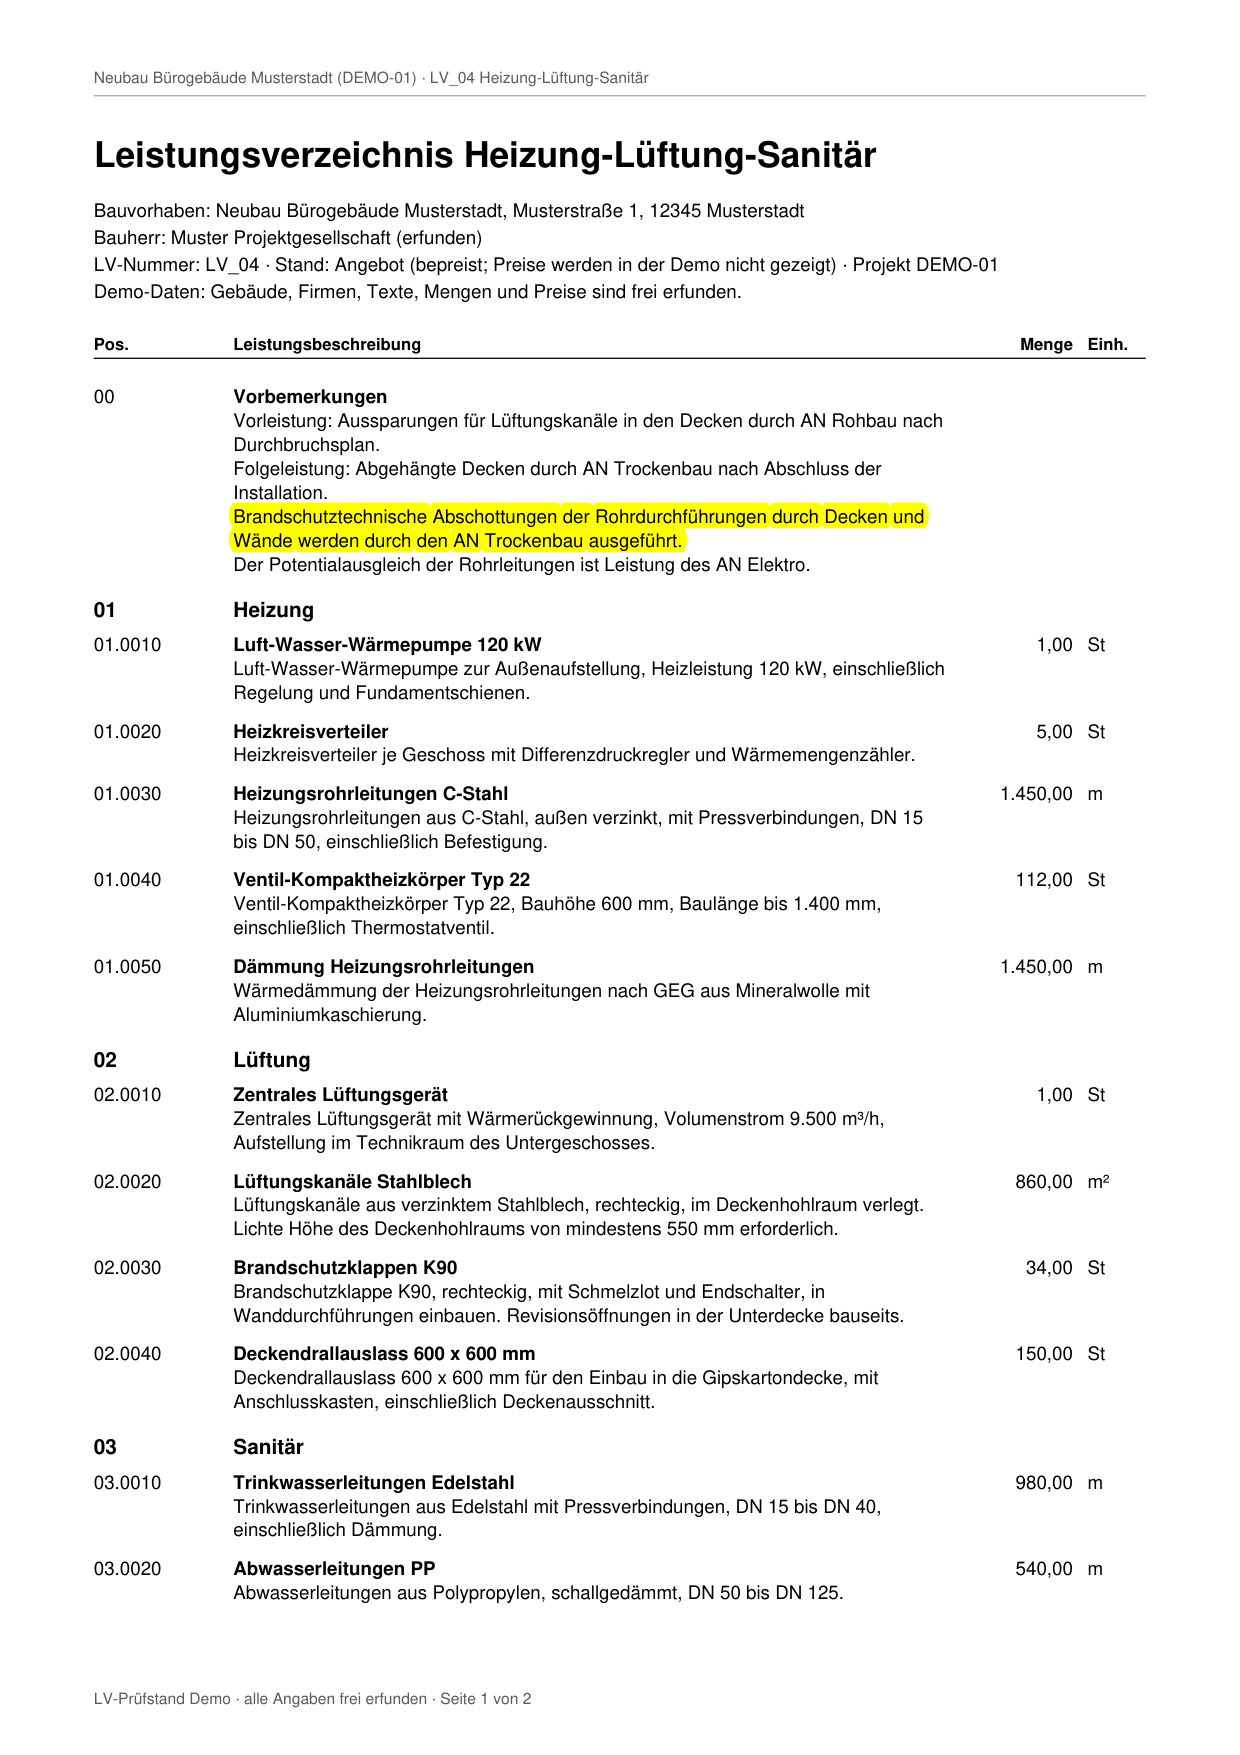 Neubau Bürogebäude Musterstadt (DEMO-01) · LV_04 Heizung-Lüftung-Sanitär
Leistungsverzeichnis Heizung-Lüftung-Sanitär
Bauvorhaben: Neubau Bürogebäude Musterstadt, Musterstraße 1, 12345 Musterstadt
Bauherr: Muster Projektgesellschaft (erfunden)
LV-Nummer: LV_04 · Stand: Angebot (bepreist; Preise werden in der Demo nicht gezeigt) · Projekt DEMO-01
Demo-Daten: Gebäude, Firmen, Texte, Mengen und Preise sind frei erfunden.
Pos. Leistungsbeschreibung Menge Einh.
00 Vorbemerkungen
Vorleistung: Aussparungen für Lüftungskanäle in den Decken durch AN Rohbau nach
Durchbruchsplan.
Folgeleistung: Abgehängte Decken durch AN Trockenbau nach Abschluss der
Installation.
Brandschutztechnische Abschottungen der Rohrdurchführungen durch Decken und
Wände werden durch den AN Trockenbau ausgeführt.
Der Potentialausgleich der Rohrleitungen ist Leistung des AN Elektro.
01 Heizung
01.0010 Luft-Wasser-Wärmepumpe 120 kW 1,00 St
Luft-Wasser-Wärmepumpe zur Außenaufstellung, Heizleistung 120 kW, einschließlich
Regelung und Fundamentschienen.
01.0020 Heizkreisverteiler 5,00 St
Heizkreisverteiler je Geschoss mit Differenzdruckregler und Wärmemengenzähler.
01.0030 Heizungsrohrleitungen C-Stahl 1.450,00 m
Heizungsrohrleitungen aus C-Stahl, außen verzinkt, mit Pressverbindungen, DN 15
bis DN 50, einschließlich Befestigung.
01.0040 Ventil-Kompaktheizkörper Typ 22 112,00 St
Ventil-Kompaktheizkörper Typ 22, Bauhöhe 600 mm, Baulänge bis 1.400 mm,
einschließlich Thermostatventil.
01.0050 Dämmung Heizungsrohrleitungen 1.450,00 m
Wärmedämmung der Heizungsrohrleitungen nach GEG aus Mineralwolle mit
Aluminiumkaschierung.
02 Lüftung
02.0010 Zentrales Lüftungsgerät 1,00 St
Zentrales Lüftungsgerät mit Wärmerückgewinnung, Volumenstrom 9.500 m³/h,
Aufstellung im Technikraum des Untergeschosses.
02.0020 Lüftungskanäle Stahlblech 860,00 m²
Lüftungskanäle aus verzinktem Stahlblech, rechteckig, im Deckenhohlraum verlegt.
Lichte Höhe des Deckenhohlraums von mindestens 550 mm erforderlich.
02.0030 Brandschutzklappen K90 34,00 St
Brandschutzklappe K90, rechteckig, mit Schmelzlot und Endschalter, in
Wanddurchführungen einbauen. Revisionsöffnungen in der Unterdecke bauseits.
02.0040 Deckendrallauslass 600 x 600 mm 150,00 St
Deckendrallauslass 600 x 600 mm für den Einbau in die Gipskartondecke, mit
Anschlusskasten, einschließlich Deckenausschnitt.
03 Sanitär
03.0010 Trinkwasserleitungen Edelstahl 980,00 m
Trinkwasserleitungen aus Edelstahl mit Pressverbindungen, DN 15 bis DN 40,
einschließlich Dämmung.
03.0020 Abwasserleitungen PP 540,00 m
Abwasserleitungen aus Polypropylen, schallgedämmt, DN 50 bis DN 125.
LV-Prüfstand Demo · alle Angaben frei erfunden · Seite 1 von 2